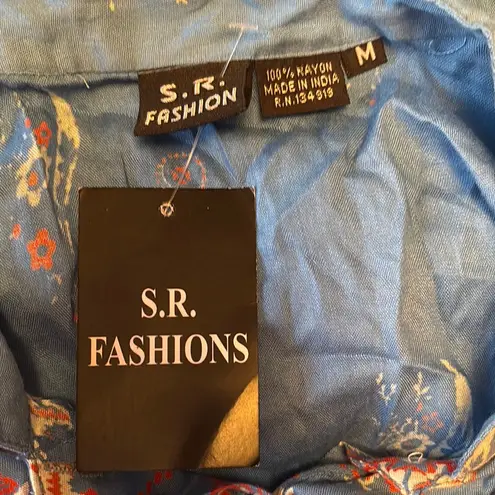 S.R.
FASHION
100% RAYON
MADE IN INDIA
R.N.134919
M
S.R.
FASHIONS